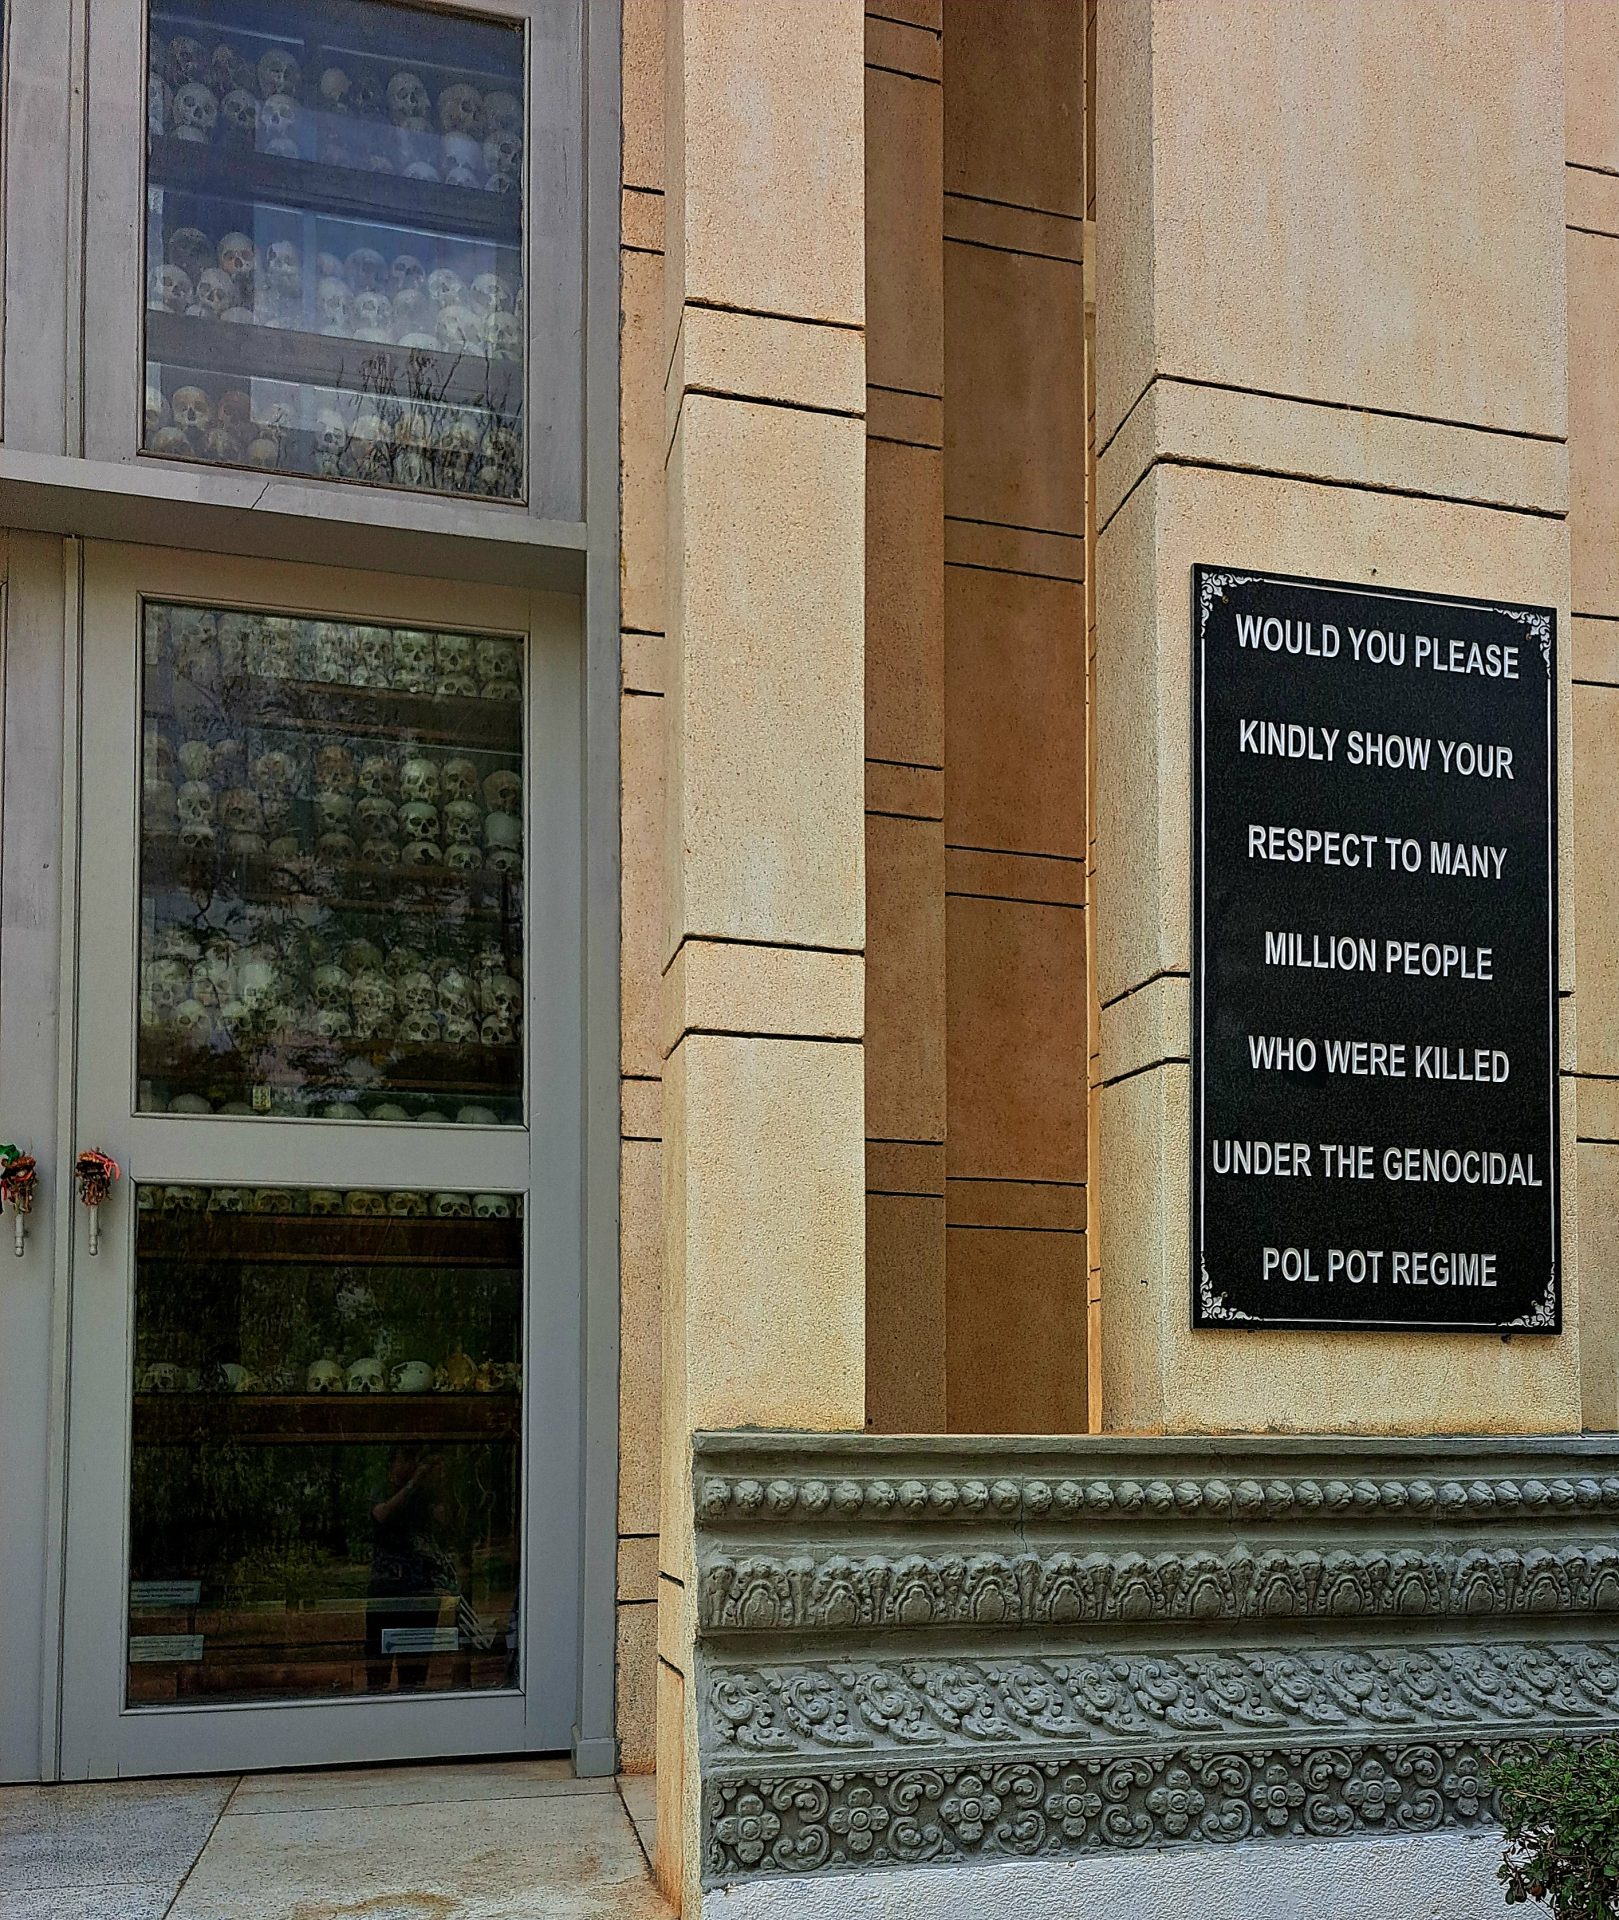 WOULD YOU PLEASE
KINDLY SHOW YOUR
RESPECT TO MANY
MILLION PEOPLE
WHO WERE KILLED
UNDER THE GENOCIDAL
POL POT REGIME